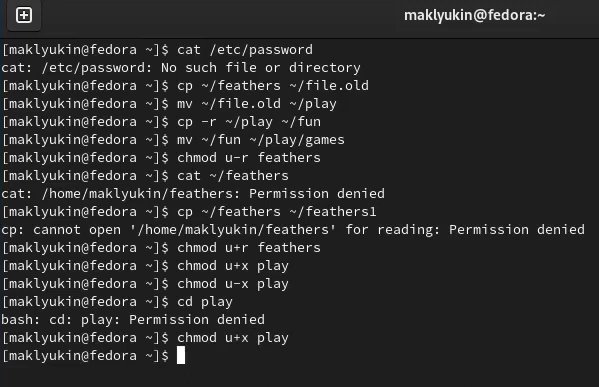 maklyukin@fedora:~
[maklyukin@fedora ~]$ cat /etc/password
cat: /etc/password: No such file or directory
[maklyukin@fedora ~]$ cp ~/feathers ~/file.old
[maklyukin@fedora ~]$ mv ~/file.old ~/play
[maklyukin@fedora ~]$ cp -r ~/play ~/fun
[maklyukin@fedora ~]$ mv ~/fun ~/play/games
[maklyukin@fedora ~]$ chmod u-r feathers
[maklyukin@fedora ~]$ cat ~/feathers
cat: /home/maklyukin/feathers: Permission denied
[maklyukin@fedora ~]$ cp ~/feathers ~/feathers1
cp: cannot open '/home/maklyukin/feathers' for reading: Permission denied
[maklyukin@fedora ~]$ chmod u+r feathers
[maklyukin@fedora ~]$ chmod u+x play
[maklyukin@fedora ~]$ chmod u-x play
[maklyukin@fedora ~]$ cd play
bash: cd: play: Permission denied
[maklyukin@fedora ~]$ chmod u+x play
[maklyukin@fedora ~]$